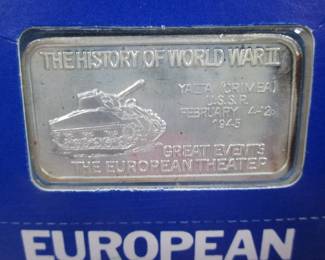 THE HISTORY OF WORLD WAR II
YALTA (CRIMEA)
U.S.S.R.
FEBRUARY 4-12
1945
GREAT EVENTS
THE EUROPEAN THEATER
EUROPEAN